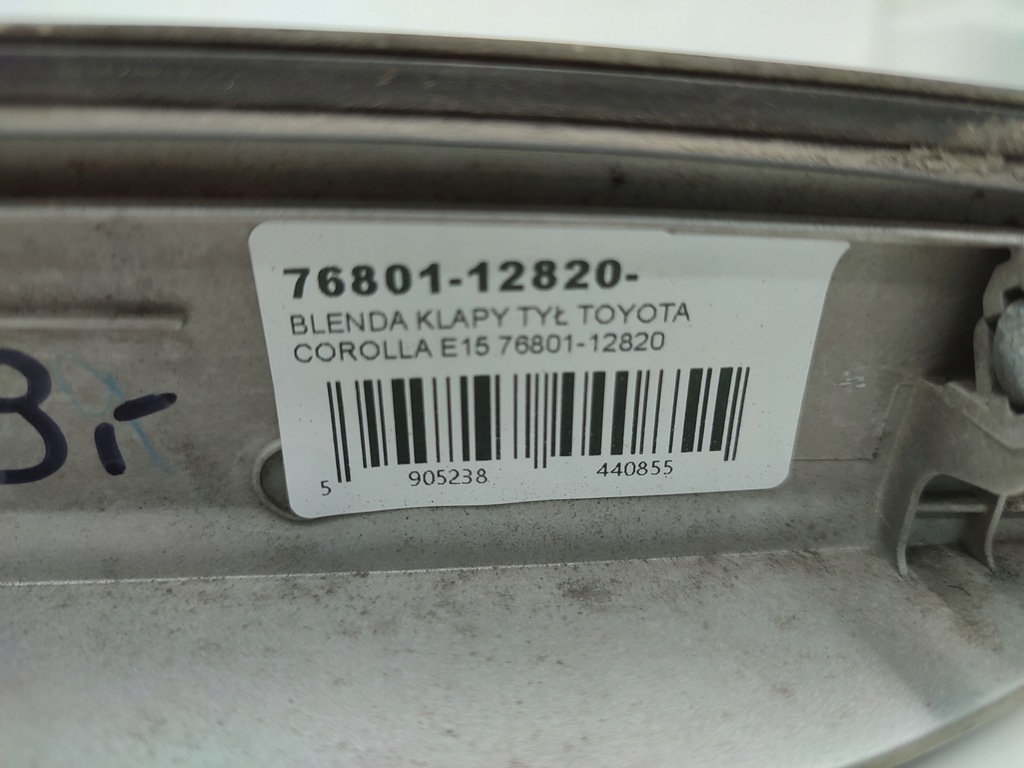 76801-12820-
BLENDA KLAPY TYŁ TOYOTA
COROLLA E15 76801-12820
5 905238 440855